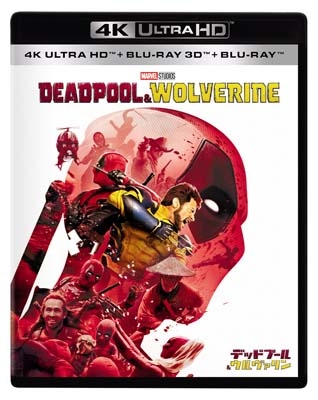 4K ULTRA HD™
4K ULTRA HD™ + BLU-RAY 3D™ + BLU-RAY™
MARVEL STUDIOS
DEADPOOL & WOLVERINE
デッドプール
&ウルヴァリン